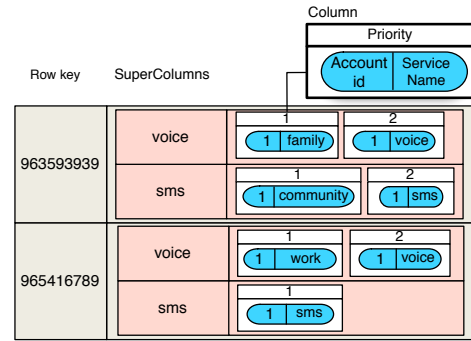 Column
Priority
Account id Service Name
Row key SuperColumns
963593939
voice
1
1 family
2
1 voice
sms
1
1 community
2
1 sms
965416789
voice
1
1 work
2
1 voice
sms
1
1 sms